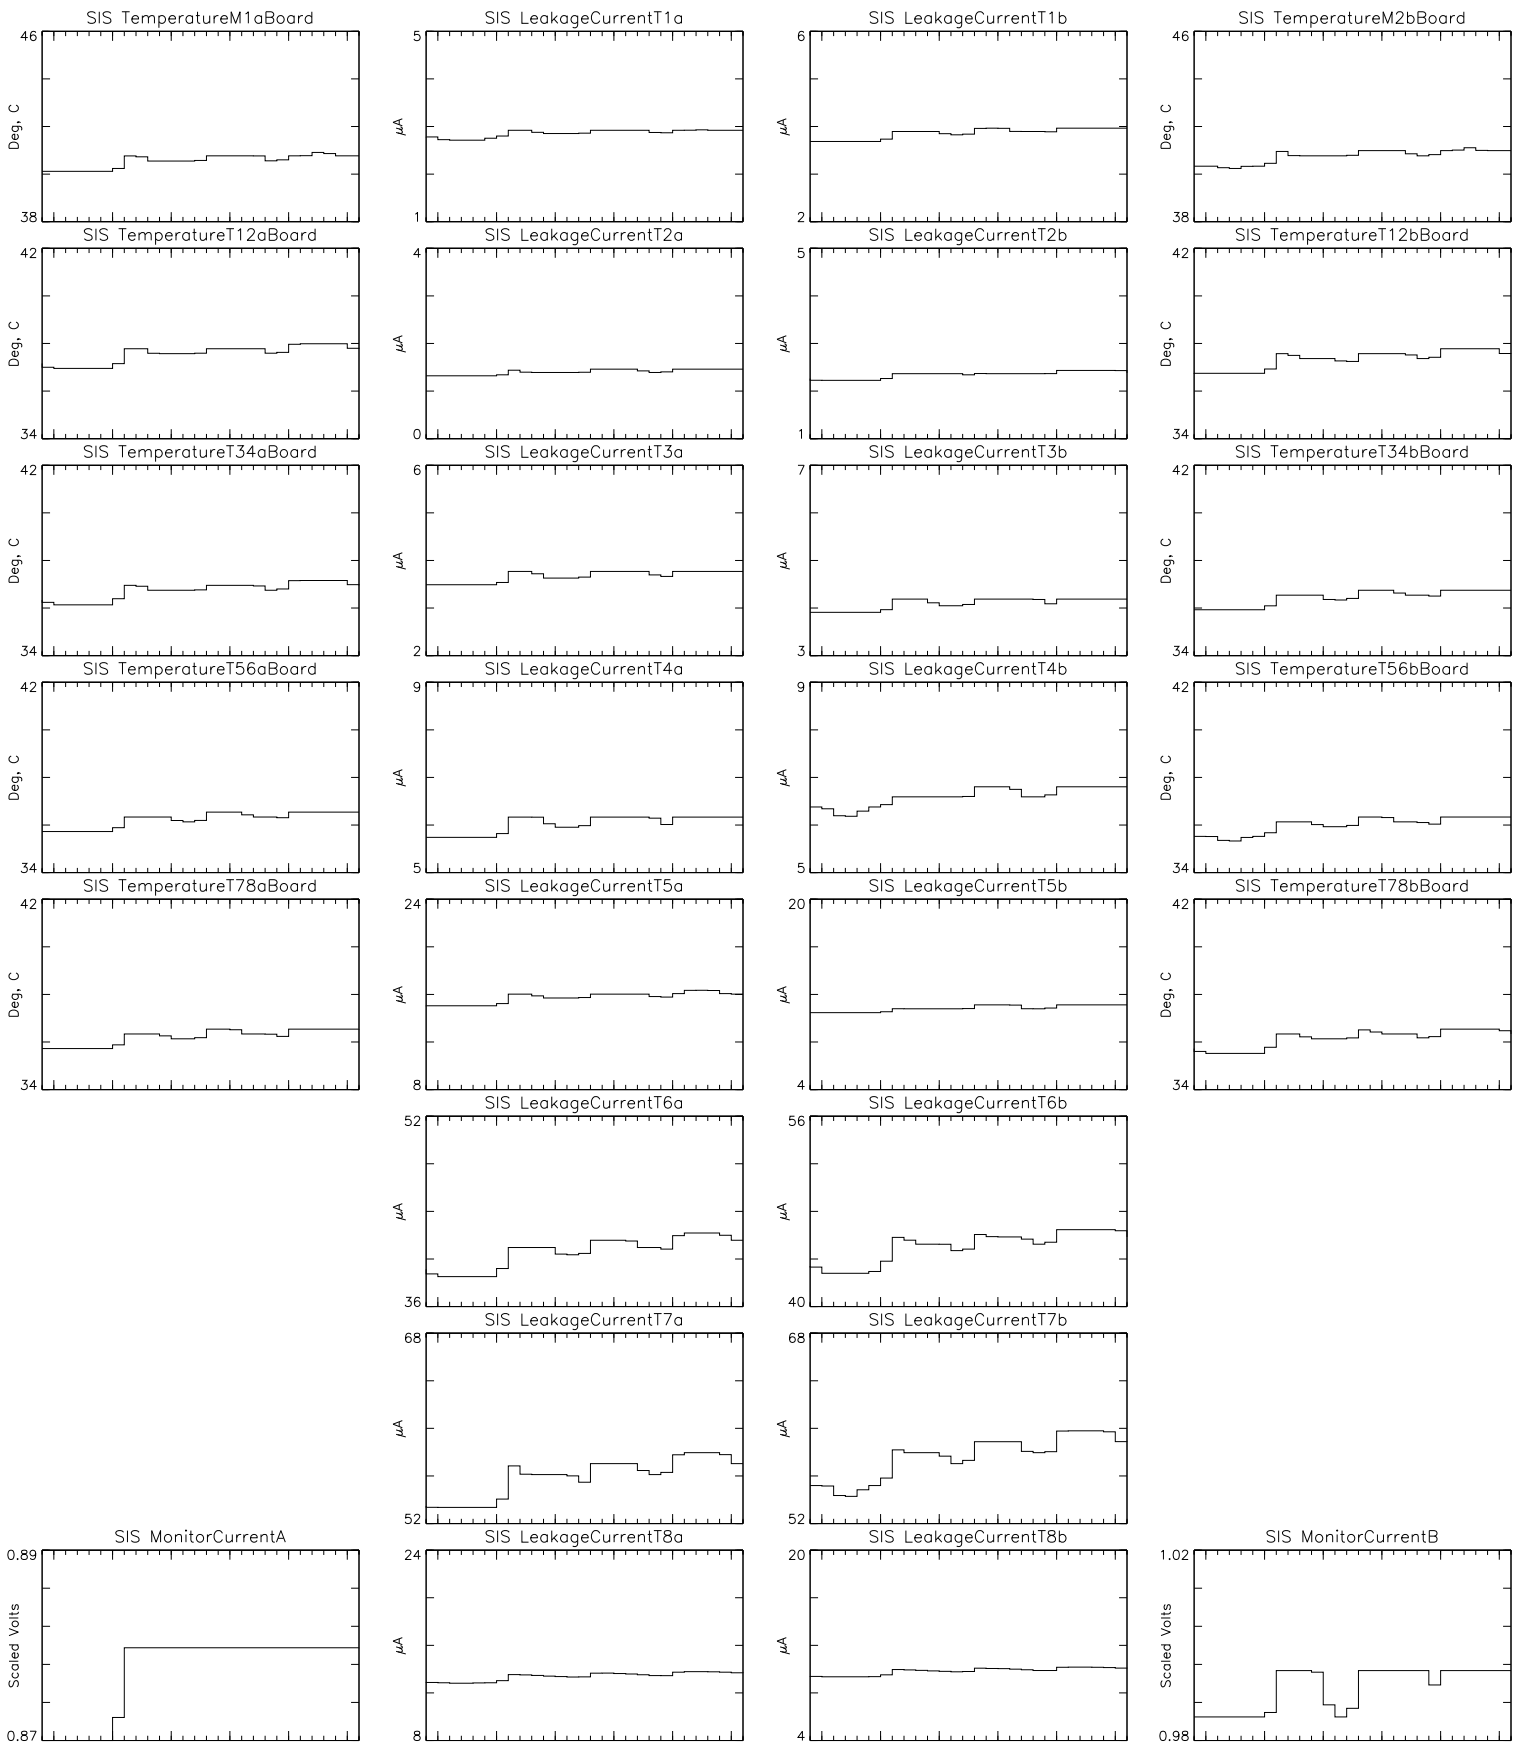 SIS TemperatureM1aBoard SIS LeakageCurrentT1a SIS LeakageCurrentT1b SIS TemperatureM2bBoard
46 5 6 46
Deg, C μA μA Deg, C
38 1 2 38
SIS TemperatureT12aBoard SIS LeakageCurrentT2a SIS LeakageCurrentT2b SIS TemperatureT12bBoard
42 4 5 42
Deg, C μA μA Deg, C
34 0 1 34
SIS TemperatureT34aBoard SIS LeakageCurrentT3a SIS LeakageCurrentT3b SIS TemperatureT34bBoard
42 6 7 42
Deg, C μA μA Deg, C
34 2 3 34
SIS TemperatureT56aBoard SIS LeakageCurrentT4a SIS LeakageCurrentT4b SIS TemperatureT56bBoard
42 9 9 42
Deg, C μA μA Deg, C
34 5 5 34
SIS TemperatureT78aBoard SIS LeakageCurrentT5a SIS LeakageCurrentT5b SIS TemperatureT78bBoard
42 24 20 42
Deg, C μA μA Deg, C
34 8 4 34
SIS LeakageCurrentT6a SIS LeakageCurrentT6b
52 56
μA μA
36 40
SIS LeakageCurrentT7a SIS LeakageCurrentT7b
68 68
μA μA
52 52
SIS MonitorCurrentA SIS LeakageCurrentT8a SIS LeakageCurrentT8b SIS MonitorCurrentB
0.89 24 20 1.02
Scaled Volts μA μA Scaled Volts
0.87 8 4 0.98